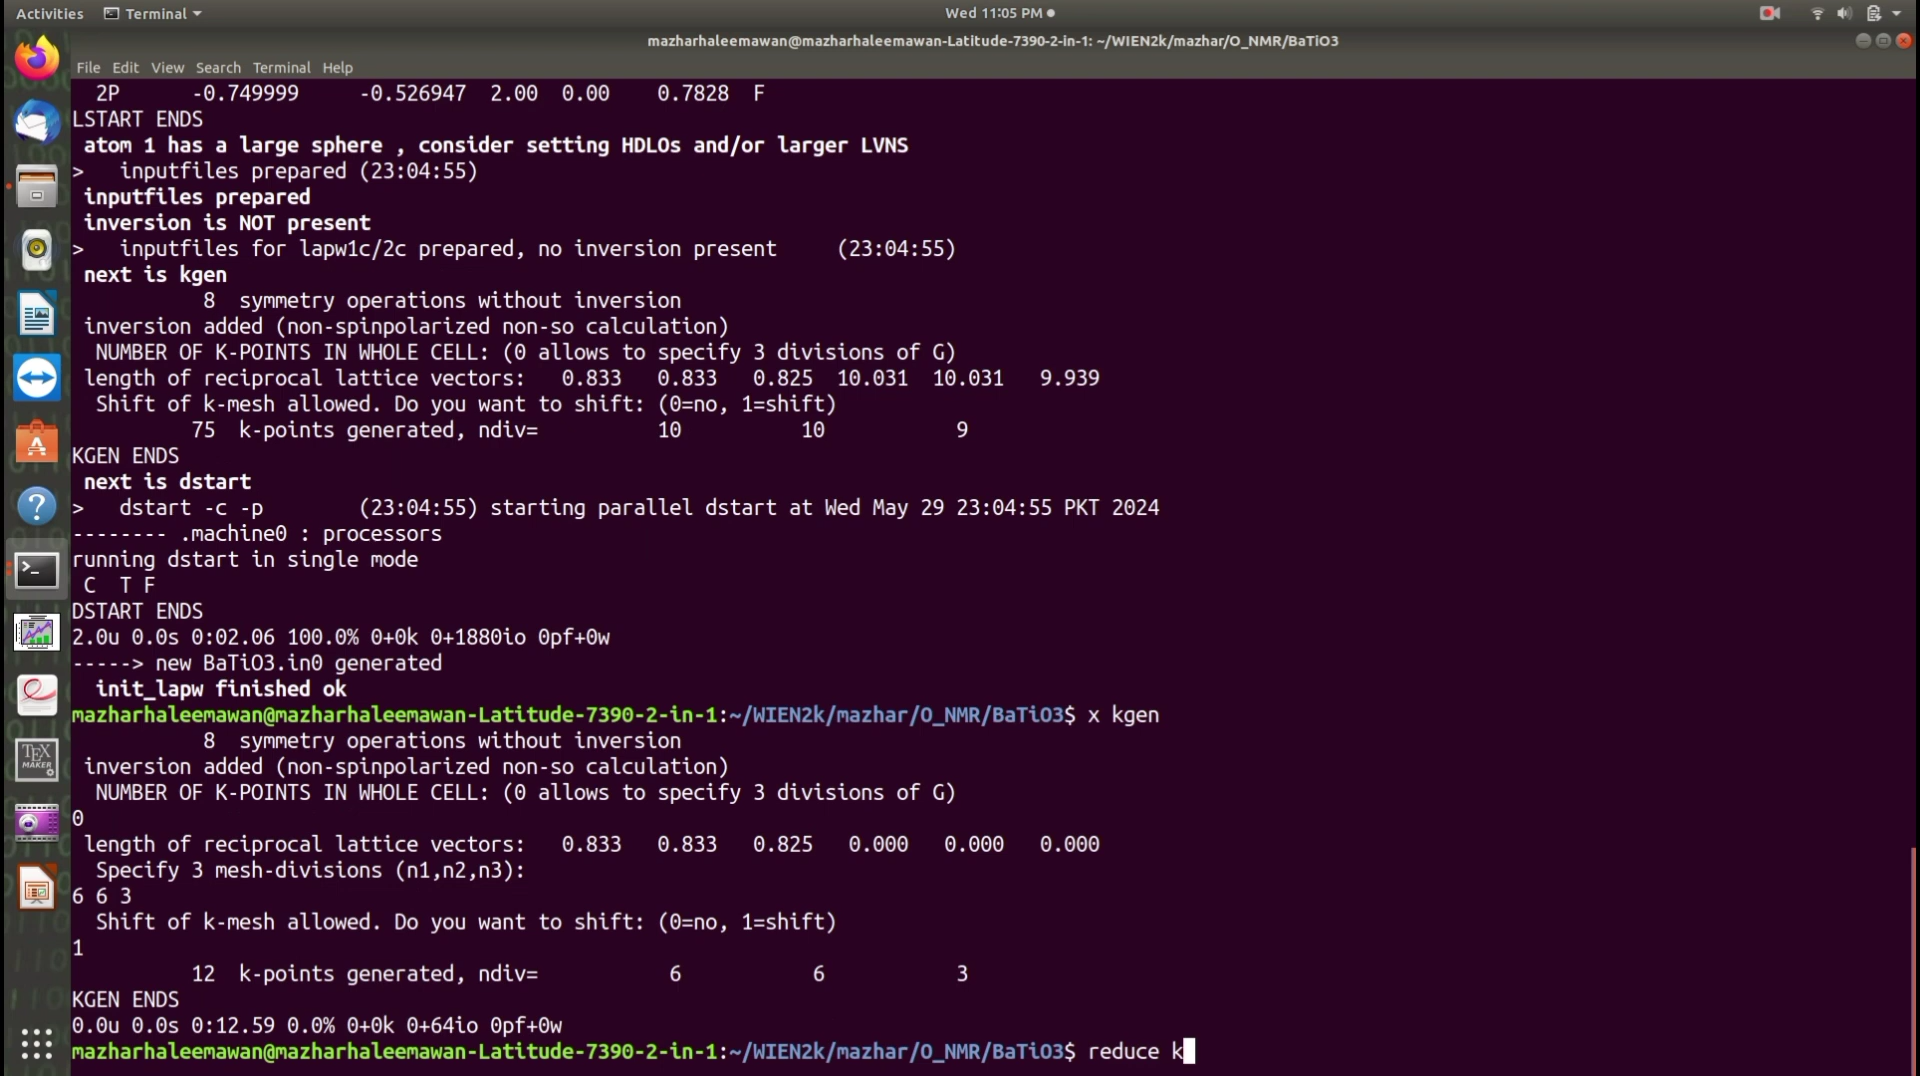 Activities Terminal Wed 11:05 PM
mazharhaleemawan@mazharhaleemawan-Latitude-7390-2-in-1: ~/WIEN2k/mazhar/O_NMR/BaTiO3
File Edit View Search Terminal Help
2P -0.749999 -0.526947 2.00 0.00 0.7828 F
LSTART ENDS
atom 1 has a large sphere , consider setting HDLOs and/or larger LVNS
> inputfiles prepared (23:04:55)
inputfiles prepared
inversion is NOT present
> inputfiles for lapw1c/2c prepared, no inversion present (23:04:55)
next is kgen
8 symmetry operations without inversion
inversion added (non-spinpolarized non-so calculation)
NUMBER OF K-POINTS IN WHOLE CELL: (0 allows to specify 3 divisions of G)
length of reciprocal lattice vectors: 0.833 0.833 0.825 10.031 10.031 9.939
Shift of k-mesh allowed. Do you want to shift: (0=no, 1=shift)
75 k-points generated, ndiv= 10 10 9
KGEN ENDS
next is dstart
> dstart -c -p (23:04:55) starting parallel dstart at Wed May 29 23:04:55 PKT 2024
-------- .machine0 : processors
running dstart in single mode
C T F
DSTART ENDS
2.0u 0.0s 0:02.06 100.0% 0+0k 0+1880io 0pf+0w
-----> new BaTiO3.in0 generated
init_lapw finished ok
mazharhaleemawan@mazharhaleemawan-Latitude-7390-2-in-1:~/WIEN2k/mazhar/O_NMR/BaTiO3$ x kgen
8 symmetry operations without inversion
inversion added (non-spinpolarized non-so calculation)
NUMBER OF K-POINTS IN WHOLE CELL: (0 allows to specify 3 divisions of G)
0
length of reciprocal lattice vectors: 0.833 0.833 0.825 0.000 0.000 0.000
Specify 3 mesh-divisions (n1,n2,n3):
6 6 3
Shift of k-mesh allowed. Do you want to shift: (0=no, 1=shift)
1
12 k-points generated, ndiv= 6 6 3
KGEN ENDS
0.0u 0.0s 0:12.59 0.0% 0+0k 0+64io 0pf+0w
mazharhaleemawan@mazharhaleemawan-Latitude-7390-2-in-1:~/WIEN2k/mazhar/O_NMR/BaTiO3$ reduce k
TEX
MAKER